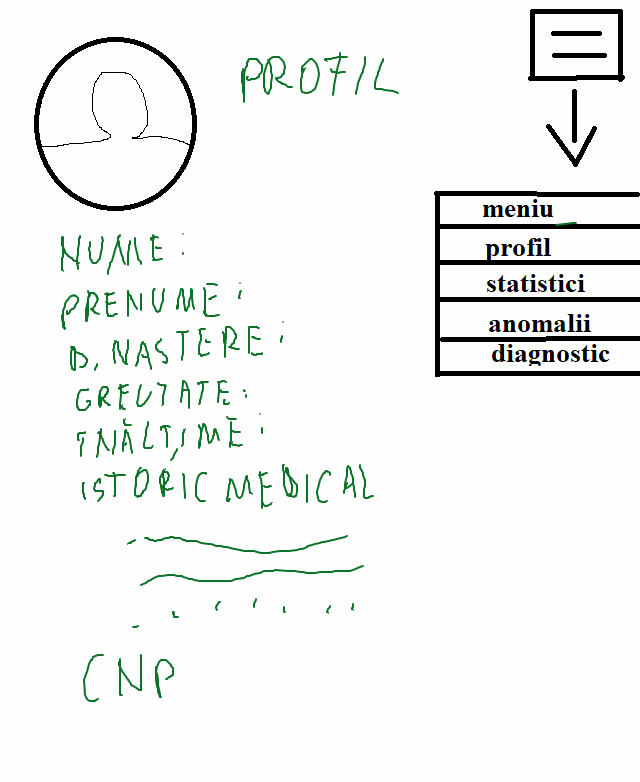 PROFIL
meniu
profil
statistici
anomalii
diagnostic
NUME:
PRENUME:
D. NASTERE:
GREUTATE:
ÎNĂLȚIME:
ISTORIC MEDICAL
CNP